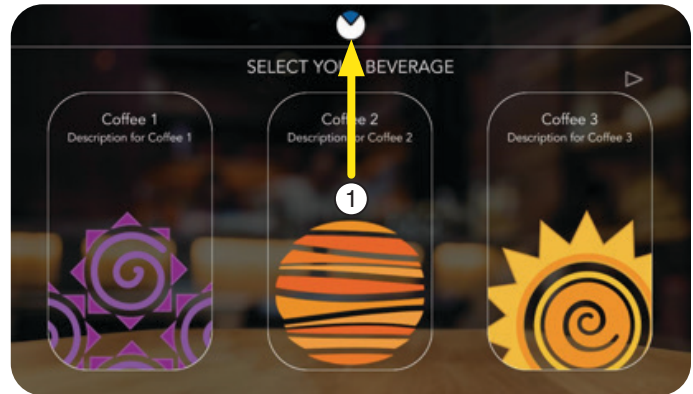 SELECT YOUR BEVERAGE
Coffee 1
Description for Coffee 1
Coffee 2
Description for Coffee 2
Coffee 3
Description for Coffee 3
1